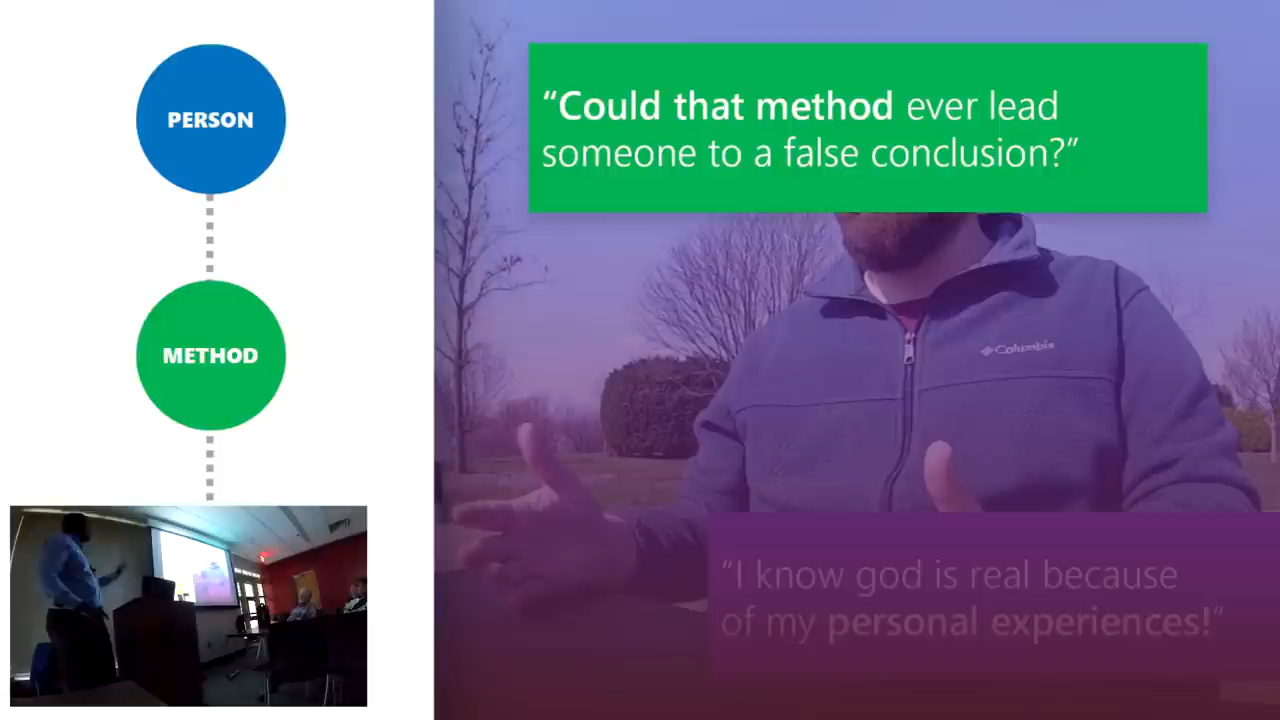 PERSON
METHOD
“Could that method ever lead
someone to a false conclusion?”
Columbia
“I know god is real because
of my personal experiences!”